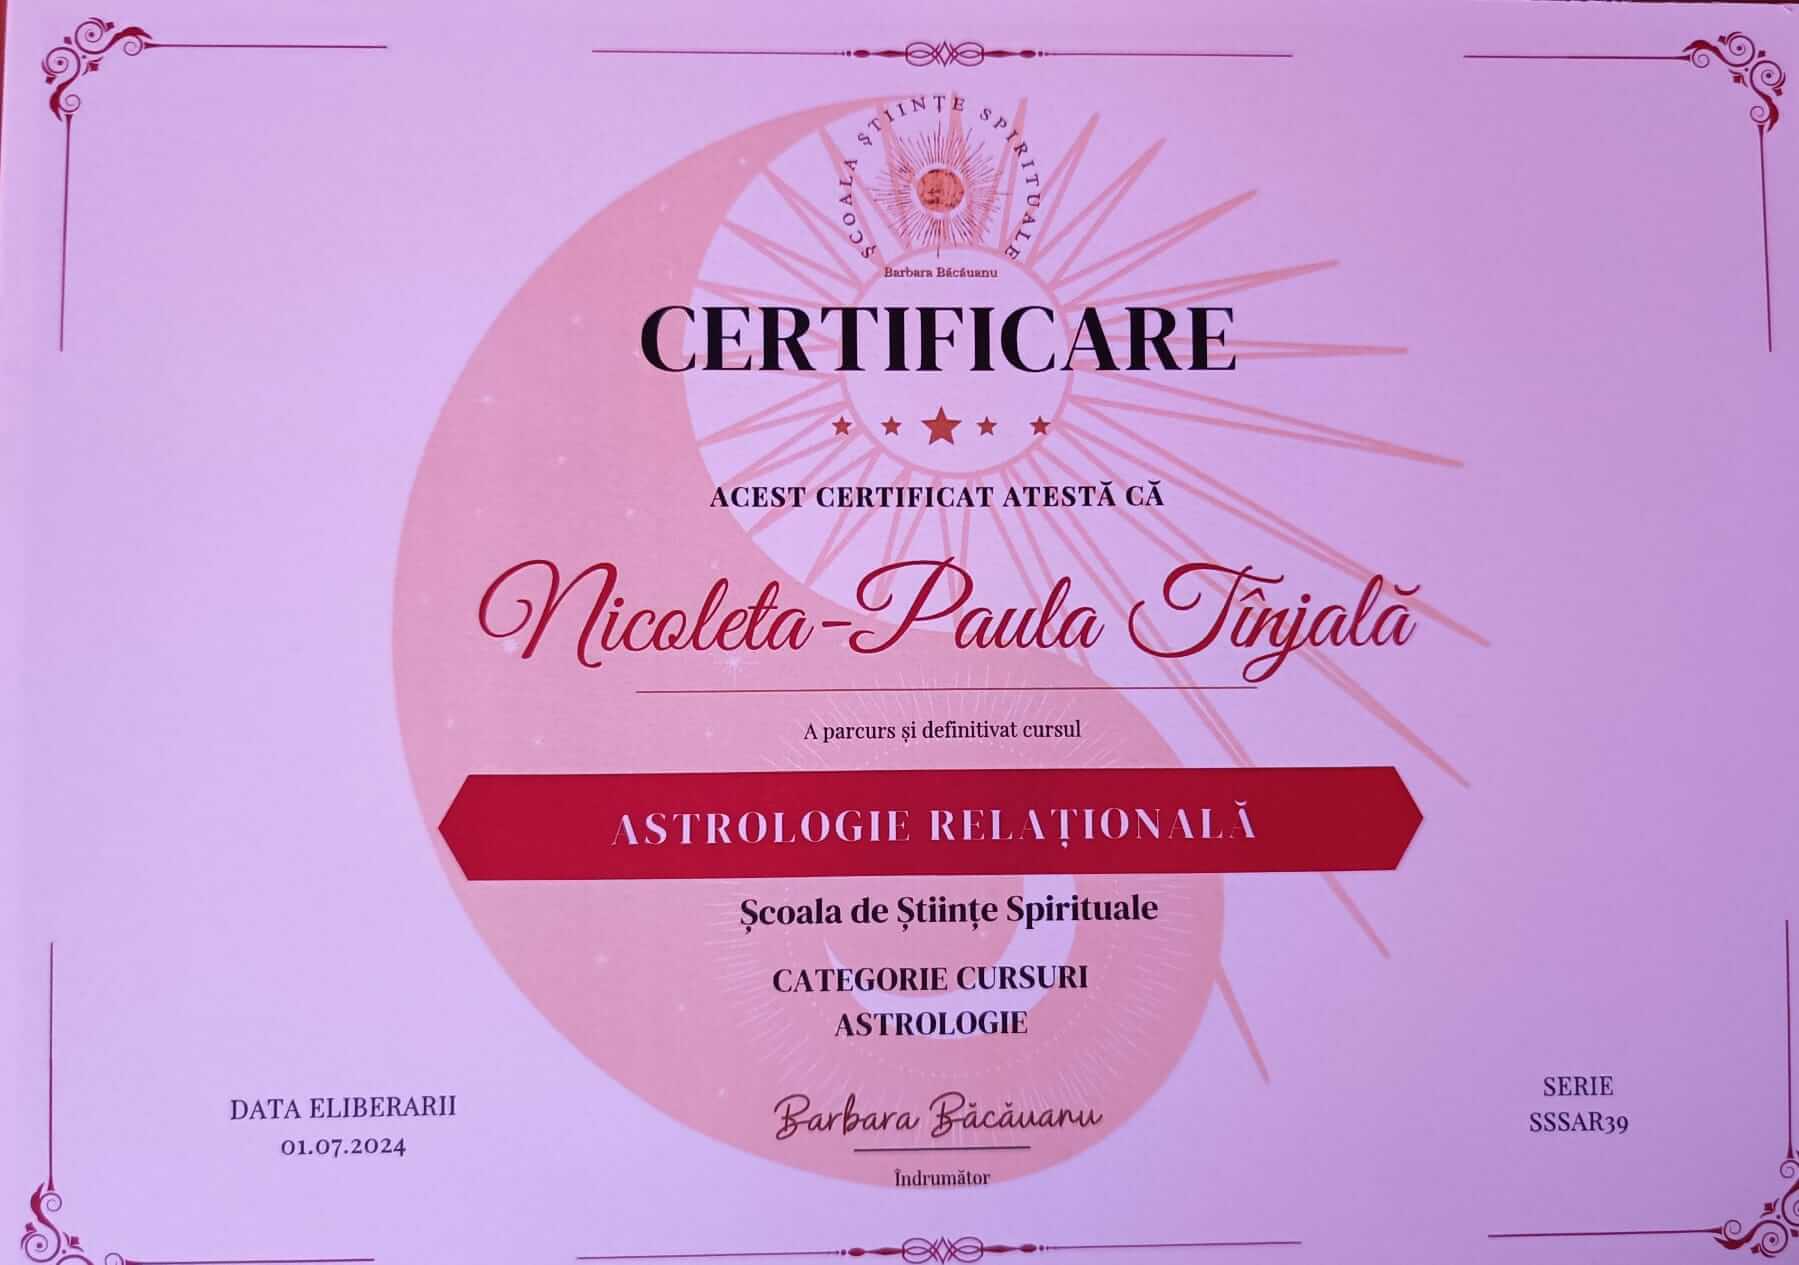 ȘCOALA ȘTIINȚE SPIRITUALE
Barbara Băcăuanu
CERTIFICARE
ACEST CERTIFICAT ATESTĂ CĂ
Nicoleta-Paula Tînjală
A parcurs și definitivat cursul
ASTROLOGIE RELAȚIONALĂ
Școala de Științe Spirituale
CATEGORIE CURSURI
ASTROLOGIE
DATA ELIBERARII
01.07.2024
Barbara Băcăuanu
Îndrumător
SERIE
SSSAR39